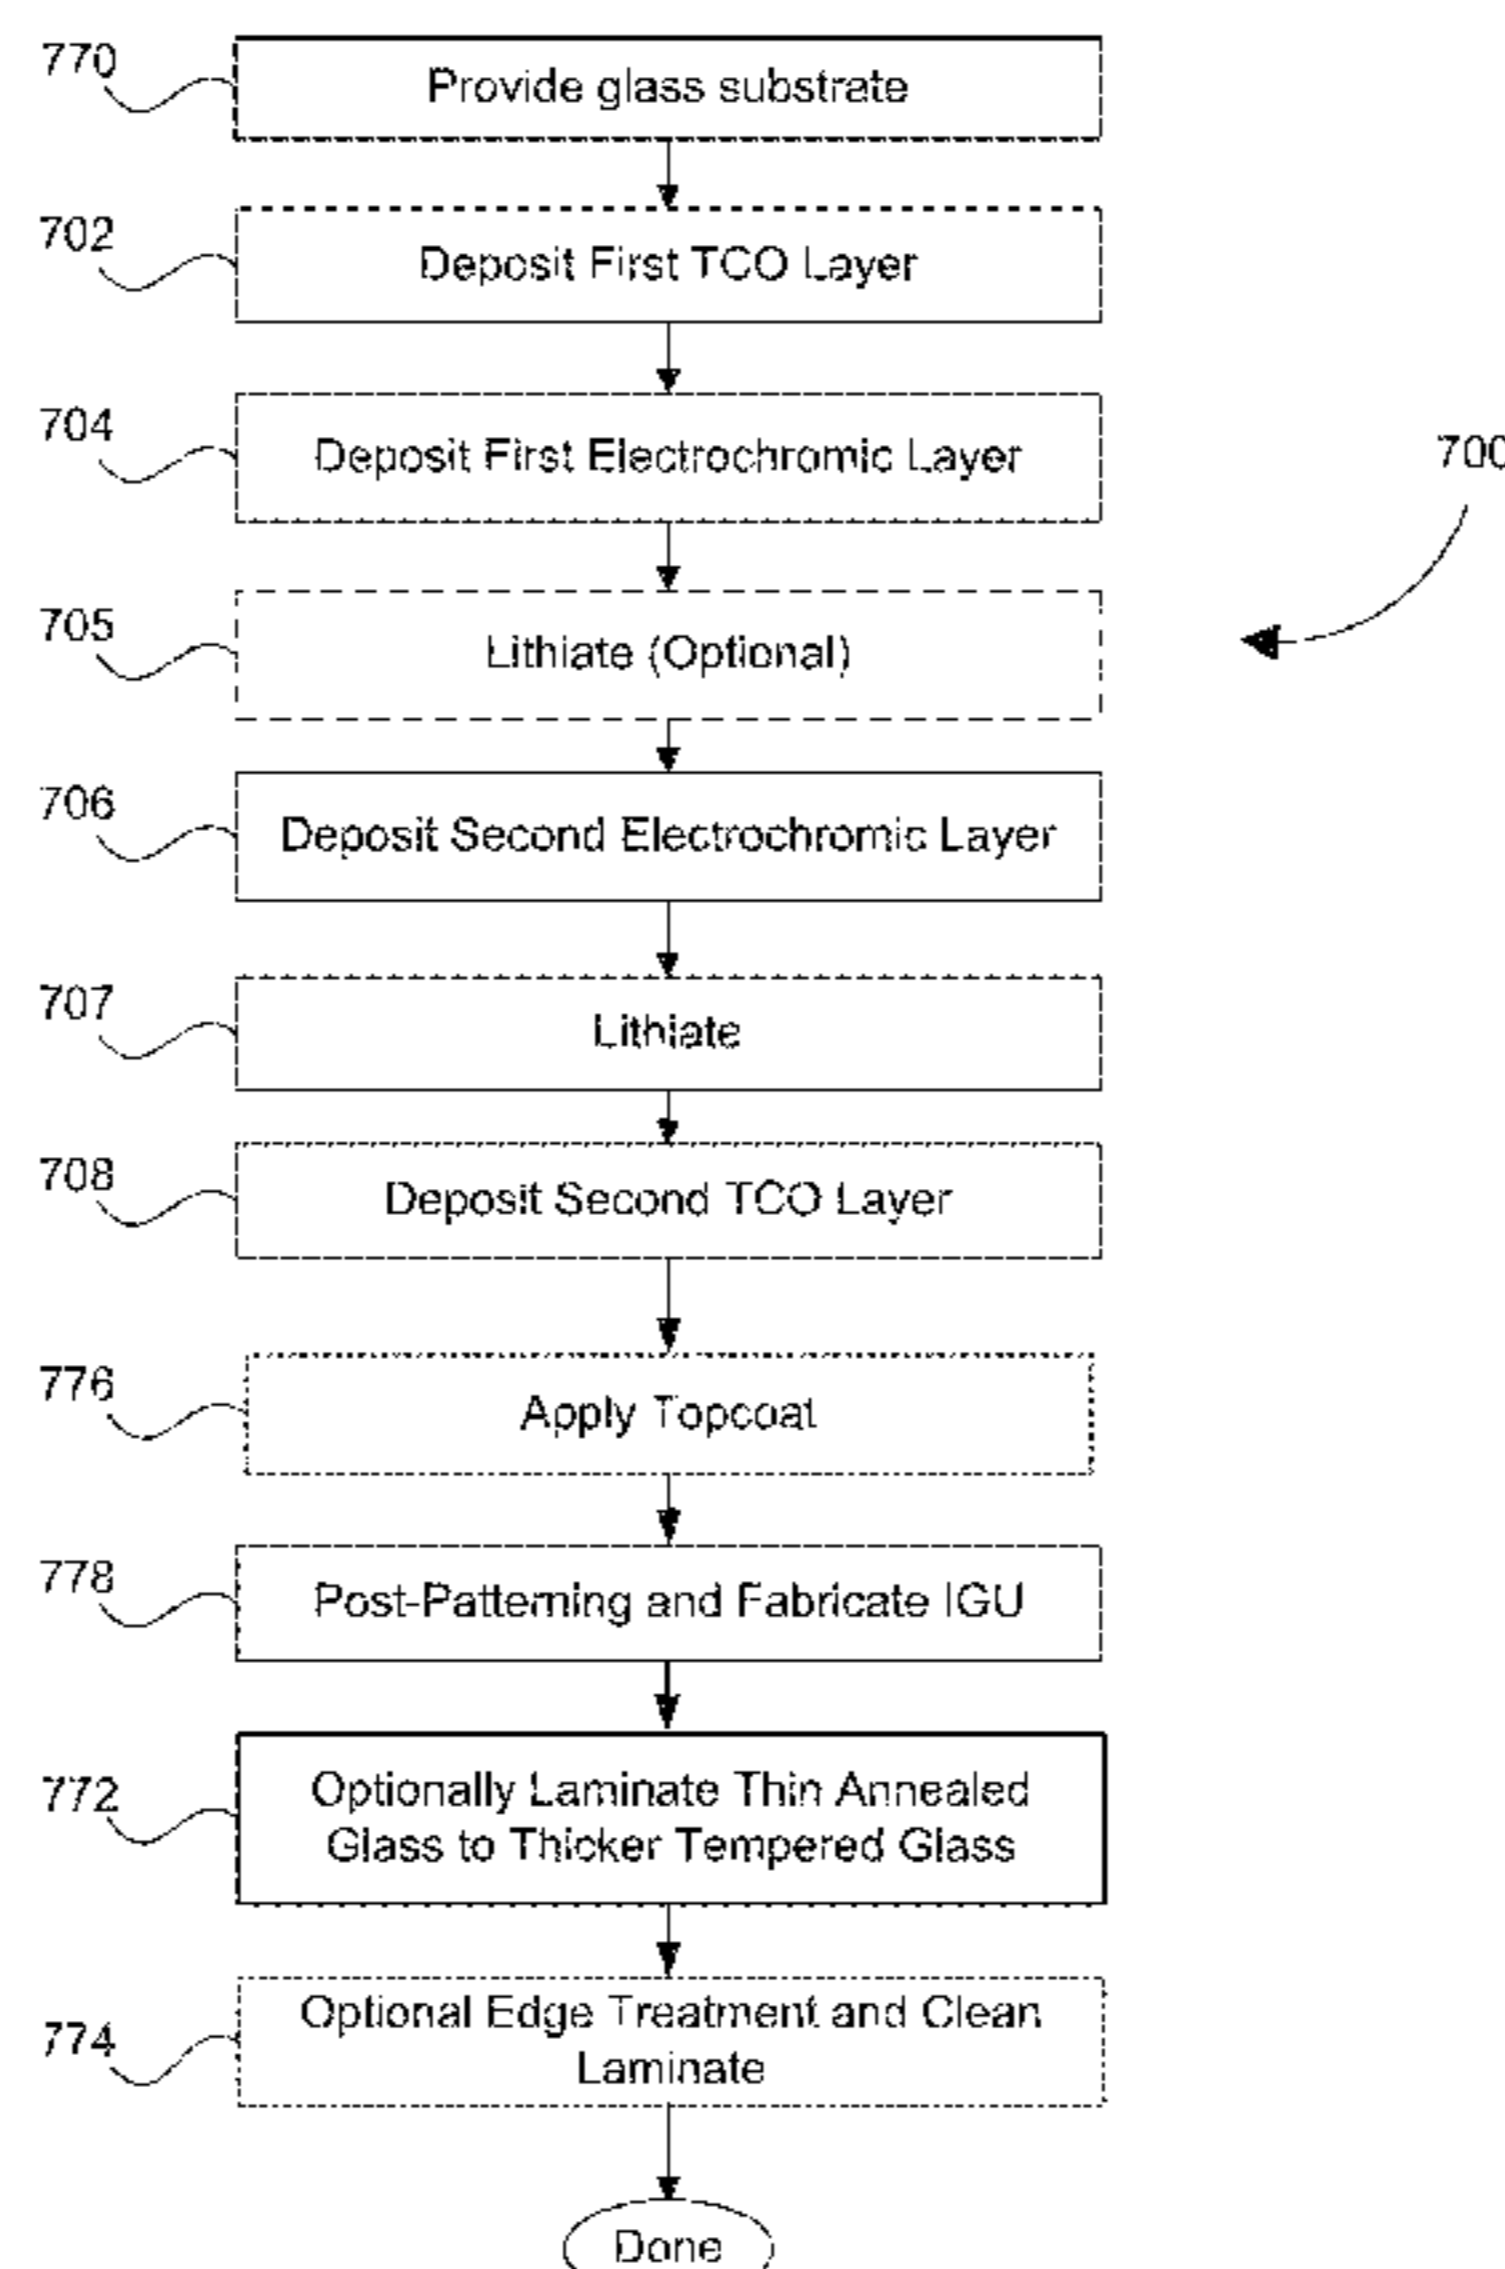 770
Provide glass substrate
702
Deposit First TCO Layer
704
Deposit First Electrochromic Layer
700
705
Lithiate (Optional)
706
Deposit Second Electrochromic Layer
707
Lithiate
708
Deposit Second TCO Layer
776
Apply Topcoat
778
Post-Patterning and Fabricate IGU
772
Optionally Laminate Thin Annealed
Glass to Thicker Tempered Glass
774
Optional Edge Treatment and Clean
Laminate
Done